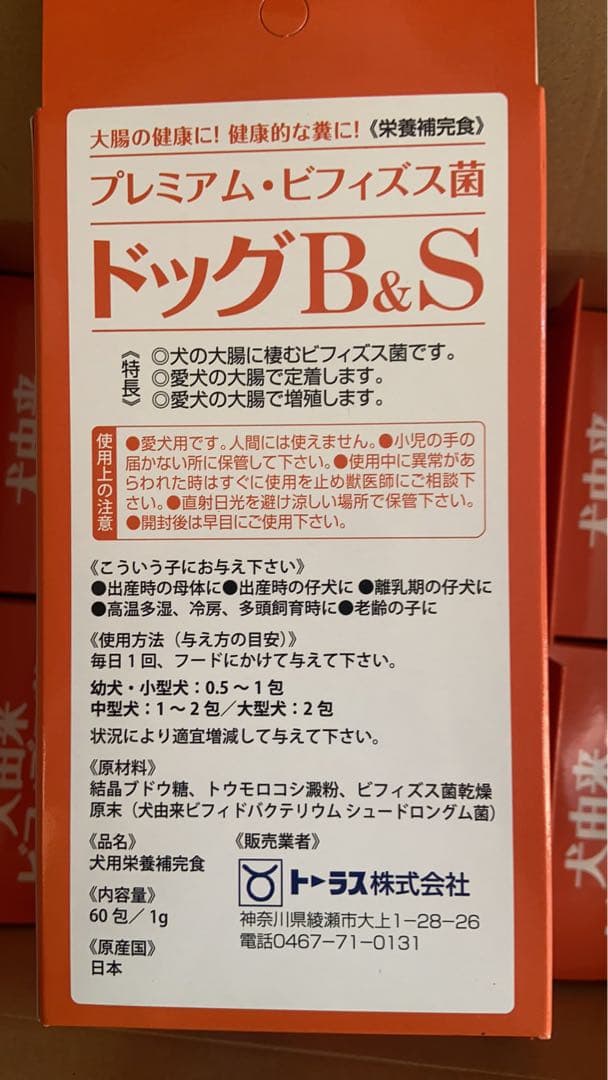 大腸の健康に! 健康的な糞に!《栄養補完食》
プレミアム・ビフィズス菌
ドッグB&S
《特長》
◎犬の大腸に棲むビフィズス菌です。
◎愛犬の大腸で定着します。
◎愛犬の大腸で増殖します。
使用上の注意
●愛犬用です。人間には使えません。●小児の手の
届かない所に保管して下さい。●使用中に異常があ
らわれた時はすぐに使用を止め獣医師にご相談下
さい。●直射日光を避け涼しい場所で保管下さい。
●開封後は早目にご使用下さい。
《こういう子にお与え下さい》
●出産時の母体に●出産時の仔犬に ●離乳期の仔犬に
●高温多湿、冷房、多頭飼育時に●老齢の子に
《使用方法（与え方の目安）》
毎日1回、フードにかけて与えて下さい。
幼犬・小型犬：0.5〜1包
中型犬：1〜2包／大型犬：2包
状況により適宜増減して与えて下さい。
《原材料》
結晶ブドウ糖、トウモロコシ澱粉、ビフィズス菌乾燥
原末（犬由来ビフィドバクテリウム シュードロングム菌）
《品名》
犬用栄養補完食
《内容量》
60包／1g
《原産国》
日本
《販売業者》
トーラス株式会社
神奈川県綾瀬市大上1-28-26
電話0467-71-0131
犬由来
犬由来
犬由来